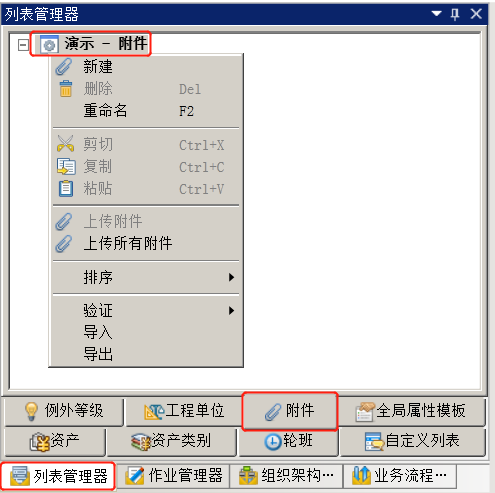 列表管理器
演示 - 附件
新建
删除 Del
重命名 F2
剪切 Ctrl+X
复制 Ctrl+C
粘贴 Ctrl+V
上传附件
上传所有附件
排序
验证
导入
导出
例外等级 工程单位 附件 全局属性模板
资产 资产类别 轮班 自定义列表
列表管理器 作业管理器 组织架构… 业务流程…